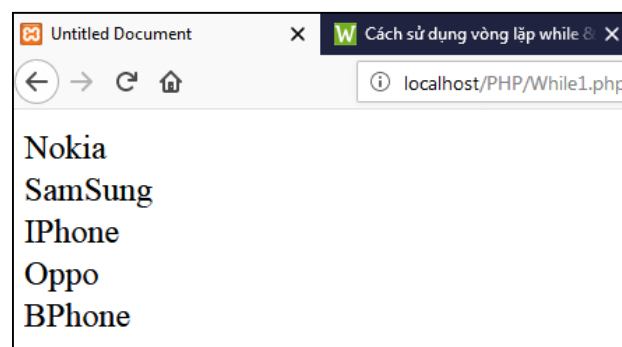 Untitled Document
W Cách sử dụng vòng lặp while &
localhost/PHP/While1.php
Nokia
SamSung
IPhone
Oppo
BPhone